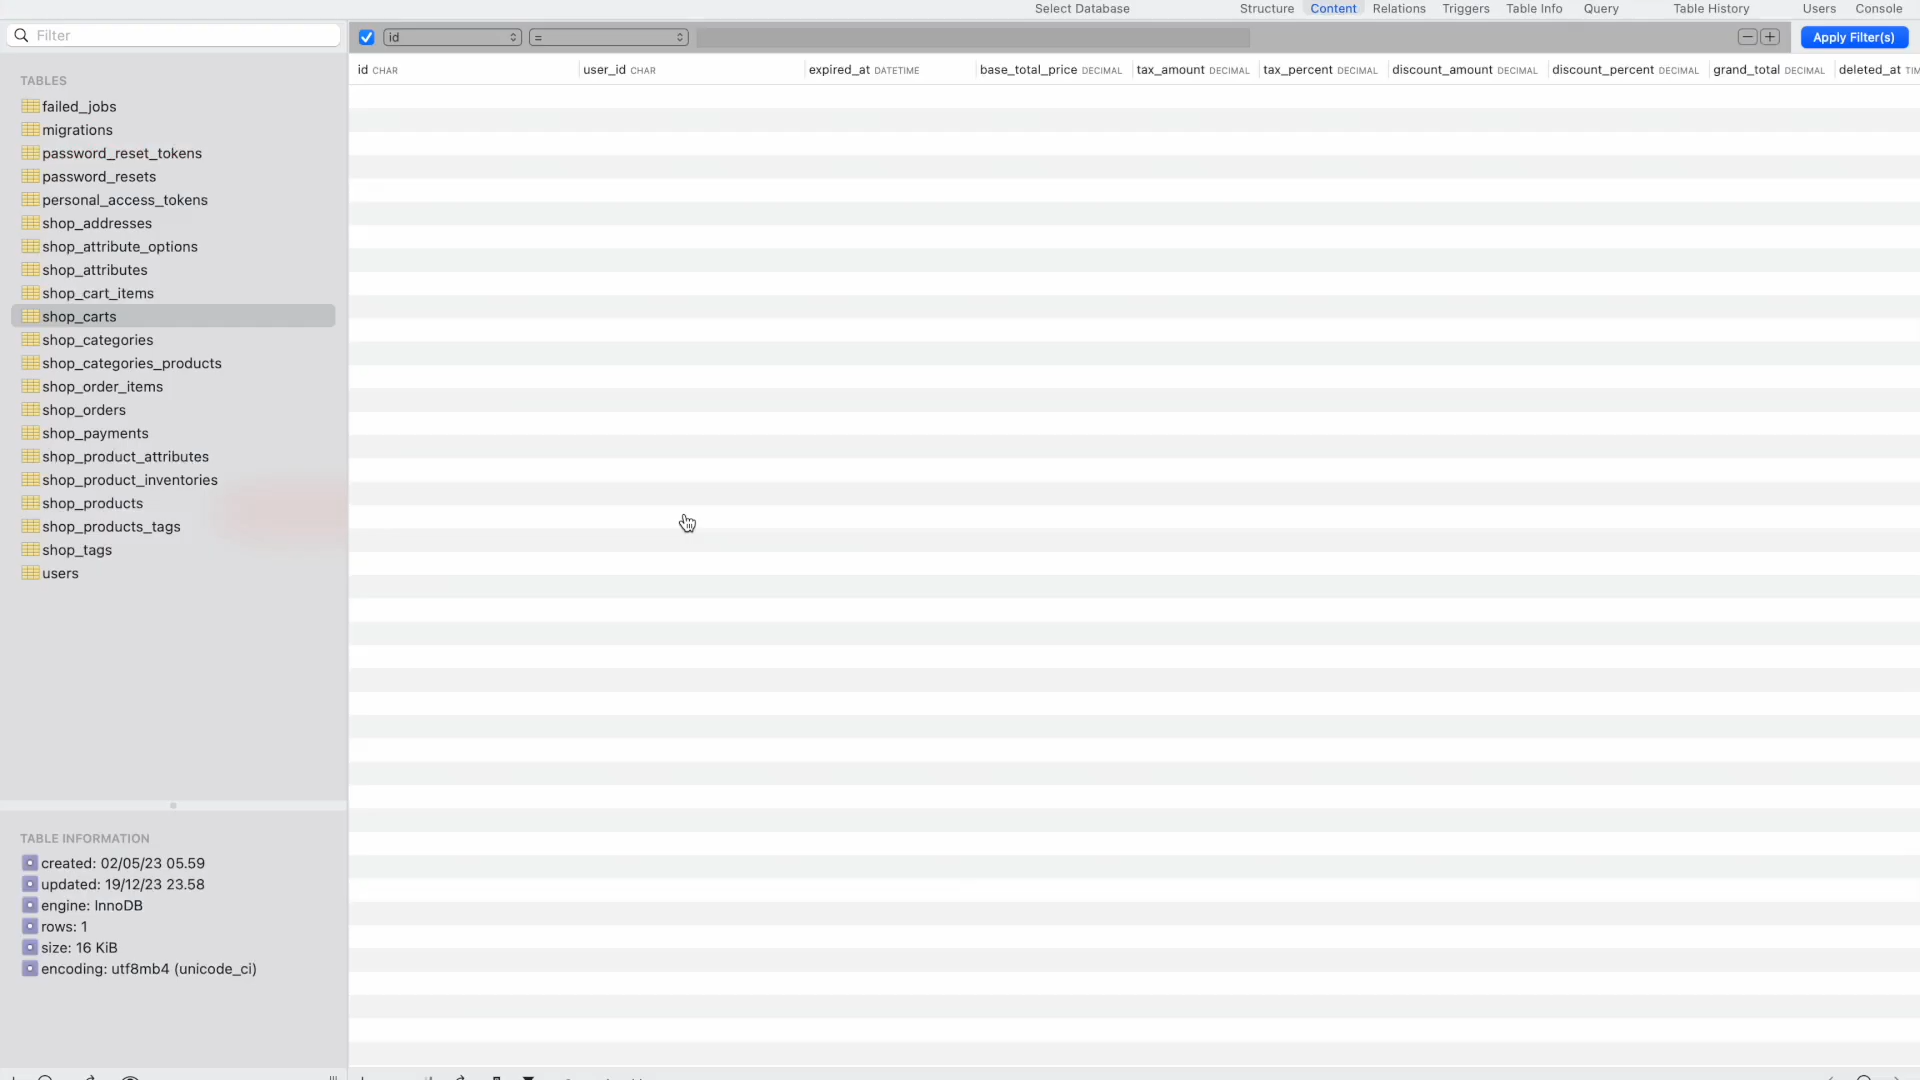 Select Database Structure Content Relations Triggers Table Info Query Table History Users Console
Filter
id = Apply Filter(s)
id CHAR user_id CHAR expired_at DATETIME base_total_price DECIMAL tax_amount DECIMAL tax_percent DECIMAL discount_amount DECIMAL discount_percent DECIMAL grand_total DECIMAL deleted_at TIM
TABLES
failed_jobs
migrations
password_reset_tokens
password_resets
personal_access_tokens
shop_addresses
shop_attribute_options
shop_attributes
shop_cart_items
shop_carts
shop_categories
shop_categories_products
shop_order_items
shop_orders
shop_payments
shop_product_attributes
shop_product_inventories
shop_products
shop_products_tags
shop_tags
users
TABLE INFORMATION
created: 02/05/23 05.59
updated: 19/12/23 23.58
engine: InnoDB
rows: 1
size: 16 KiB
encoding: utf8mb4 (unicode_ci)